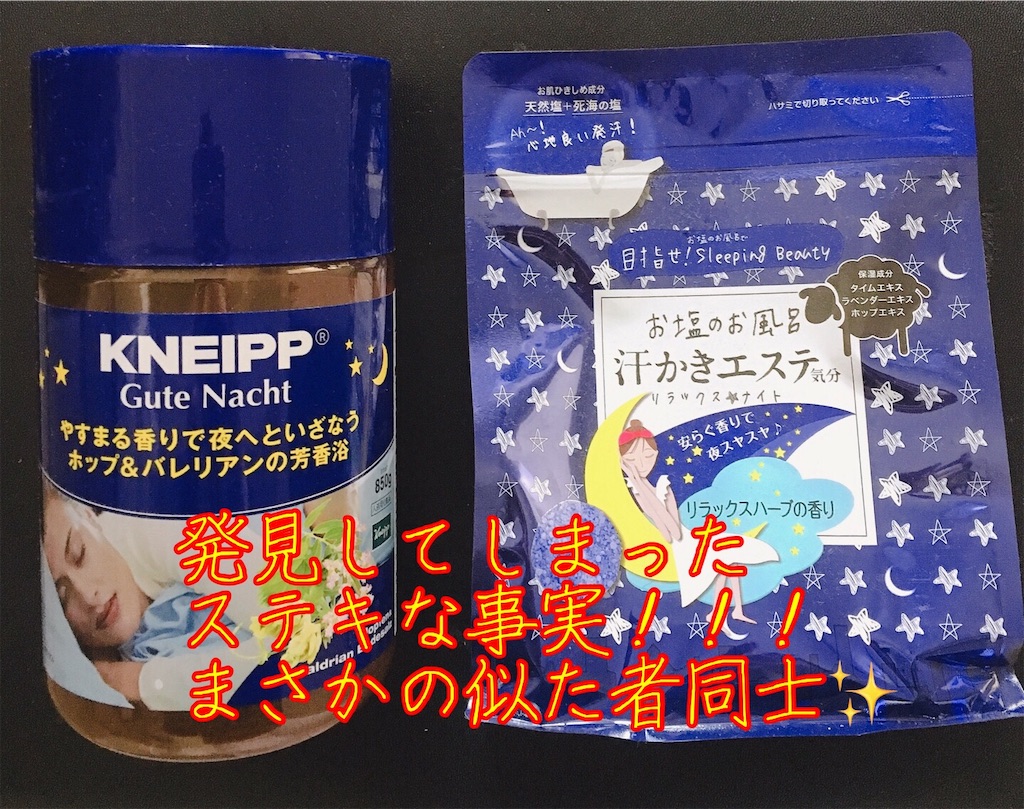 KNEIPP®
Gute Nacht
やすまる香りで夜へといざなう
ホップ&バレリアンの芳香浴
850g
Kneipp
お肌ひきしめ成分
天然塩+死海の塩
Ah~!
心地良い発汗!
ハサミで切り取ってください
お塩のお風呂で
目指せ!Sleeping Beauty
保湿成分
タイムエキス
ラベンダーエキス
ホップエキス
お塩のお風呂
汗かきエステ気分
リラックス★ナイト
安らぐ香りで
夜スヤスヤ♪
リラックスハーブの香り
発見してしまった
ステキな事実!!!
まさかの似た者同士✨